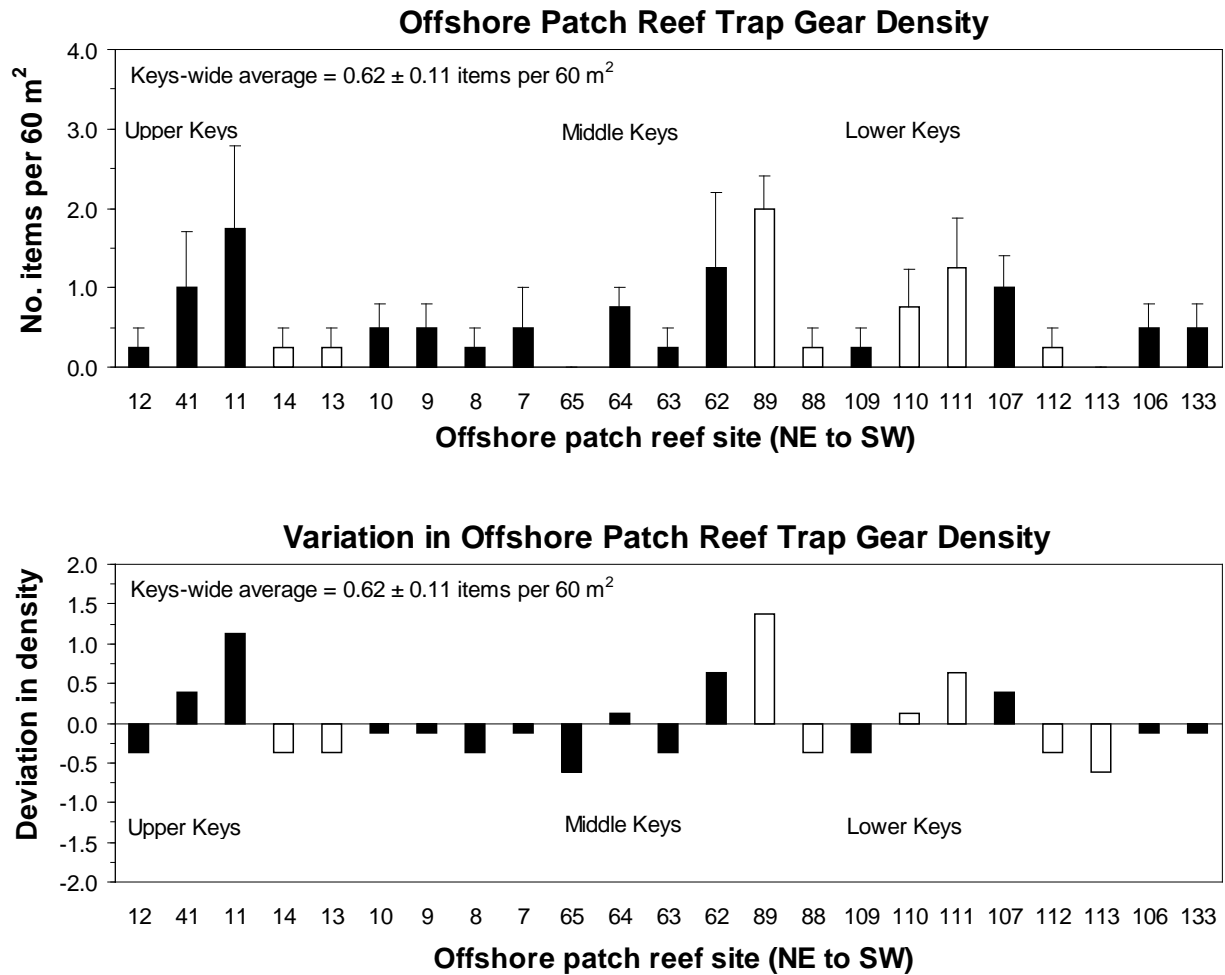 Offshore Patch Reef Trap Gear Density
4.0
Keys-wide average = 0.62 ± 0.11 items per 60 m²
Upper Keys
Middle Keys
Lower Keys
3.0
2.0
1.0
0.0
No. items per 60 m²
12 41 11 14 13 10 9 8 7 65 64 63 62 89 88 109 110 111 107 112 113 106 133
Offshore patch reef site (NE to SW)
Variation in Offshore Patch Reef Trap Gear Density
2.0
Keys-wide average = 0.62 ± 0.11 items per 60 m²
1.5
1.0
0.5
0.0
-0.5
-1.0
Upper Keys
Middle Keys
Lower Keys
-1.5
-2.0
Deviation in density
12 41 11 14 13 10 9 8 7 65 64 63 62 89 88 109 110 111 107 112 113 106 133
Offshore patch reef site (NE to SW)